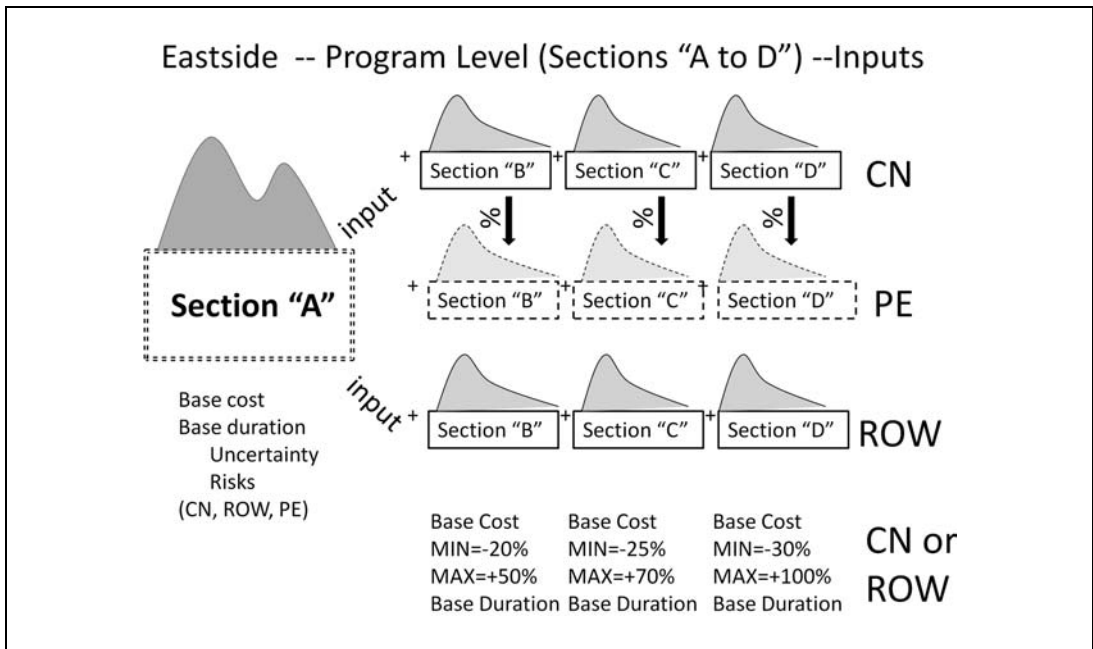 Eastside -- Program Level (Sections “A to D”) --Inputs
+ Section “B” + Section “C” + Section “D” CN
input
% % %
Section “A”
+ Section “B” + Section “C” + Section “D” PE
input
+ Section “B” + Section “C” + Section “D” ROW
Base cost
Base duration
Uncertainty
Risks
(CN, ROW, PE)
Base Cost Base Cost Base Cost
MIN=-20% MIN=-25% MIN=-30%
MAX=+50% MAX=+70% MAX=+100%
Base Duration Base Duration Base Duration
CN or
ROW